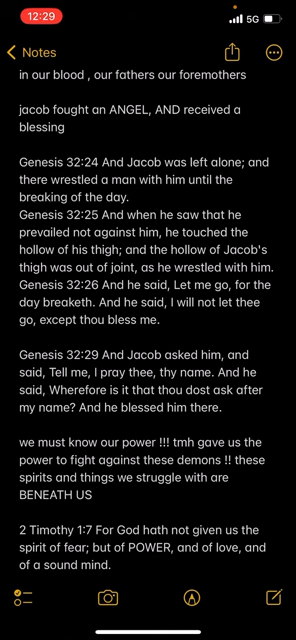 12:29
5G
Notes
in our blood , our fathers our foremothers
jacob fought an ANGEL, AND received a
blessing
Genesis 32:24 And Jacob was left alone; and
there wrestled a man with him until the
breaking of the day.
Genesis 32:25 And when he saw that he
prevailed not against him, he touched the
hollow of his thigh; and the hollow of Jacob's
thigh was out of joint, as he wrestled with him.
Genesis 32:26 And he said, Let me go, for the
day breaketh. And he said, I will not let thee
go, except thou bless me.
Genesis 32:29 And Jacob asked him, and
said, Tell me, I pray thee, thy name. And he
said, Wherefore is it that thou dost ask after
my name? And he blessed him there.
we must know our power !!! tmh gave us the
power to fight against these demons !! these
spirits and things we struggle with are
BENEATH US
2 Timothy 1:7 For God hath not given us the
spirit of fear; but of POWER, and of love, and
of a sound mind.